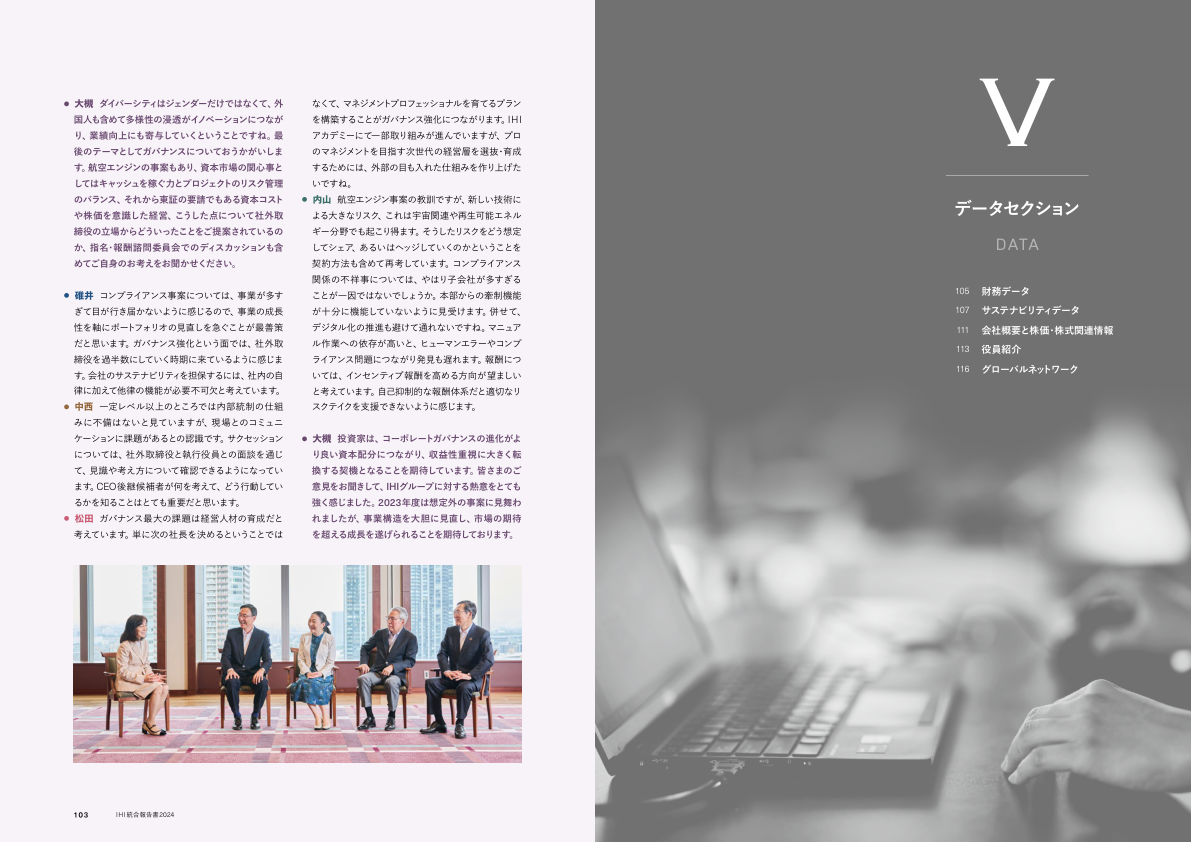 ● 大槻 ダイバーシティはジェンダーだけではなくて、外
国人も含めて多様性の浸透がイノベーションにつなが
り、業績向上にも寄与していくということですね。最
後のテーマとしてガバナンスについておうかがいしま
す。航空エンジンの事案もあり、資本市場の関心事と
してはキャッシュを稼ぐ力とプロジェクトのリスク管理
のバランス、それから東証の要請でもある資本コスト
や株価を意識した経営、こうした点について社外取
締役の立場からどういったことをご提案されているの
か、指名・報酬諮問委員会でのディスカッションも含
めてご自身のお考えをお聞かせください。
● 碓井 コンプライアンス事案については、事業が多す
ぎて目が行き届かないように感じるので、事業の成長
性を軸にポートフォリオの見直しを急ぐことが最善策
だと思います。ガバナンス強化という面では、社外取
締役を過半数にしていく時期に来ているように感じま
す。会社のサステナビリティを担保するには、社内の自
律に加えて他律の機能が必要不可欠と考えています。
● 中西 一定レベル以上のところでは内部統制の仕組
みに不備はないと見ていますが、現場とのコミュニ
ケーションに課題があるとの認識です。サクセッション
については、社外取締役と執行役員との面談を通じ
て、見識や考え方について確認できるようになってい
ます。CEO後継候補者が何を考えて、どう行動してい
るかを知ることはとても重要だと思います。
● 松田 ガバナンス最大の課題は経営人材の育成だと
考えています。単に次の社長を決めるということでは
なくて、マネジメントプロフェッショナルを育てるプラン
を構築することがガバナンス強化につながります。IHI
アカデミーにて一部取り組みが進んでいますが、プロ
のマネジメントを目指す次世代の経営層を選抜・育成
するためには、外部の目も入れた仕組みを作り上げた
いですね。
● 内山 航空エンジン事案の教訓ですが、新しい技術に
よる大きなリスク、これは宇宙関連や再生可能エネル
ギー分野でも起こり得ます。そうしたリスクをどう想定
してシェア、あるいはヘッジしていくのかということを
契約方法も含めて再考しています。コンプライアンス
関係の不祥事については、やはり子会社が多すぎる
ことが一因ではないでしょうか。本部からの牽制機能
が十分に機能していないように見受けます。併せて、
デジタル化の推進も避けて通れないですね。マニュア
ル作業への依存が高いと、ヒューマンエラーやコンプ
ライアンス問題につながり発見も遅れます。報酬につ
いては、インセンティブ報酬を高める方向が望ましい
と考えています。自己抑制的な報酬体系だと適切なリ
スクテイクを支援できないように感じます。
● 大槻 投資家は、コーポレートガバナンスの進化がよ
り良い資本配分につながり、収益性重視に大きく転
換する契機となることを期待しています。皆さまのご
意見をお聞きして、IHIグループに対する熱意をとても
強く感じました。2023年度は想定外の事案に見舞わ
れましたが、事業構造を大胆に見直し、市場の期待
を超える成長を遂げられることを期待しております。
103 IHI統合報告書2024
V
データセクション
DATA
105 財務データ
107 サステナビリティデータ
111 会社概要と株価・株式関連情報
113 役員紹介
116 グローバルネットワーク